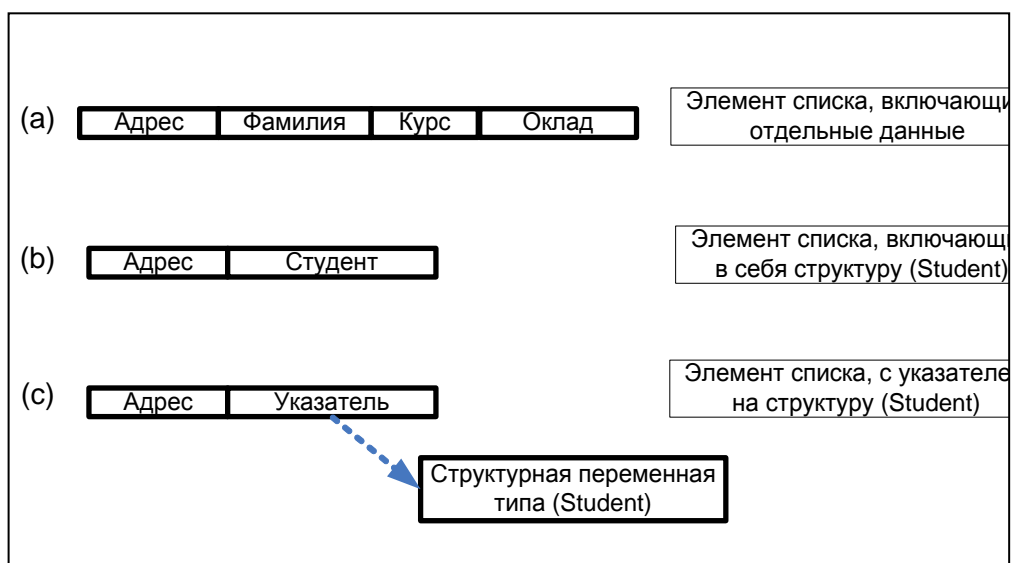 (a)
Адрес Фамилия Курс Оклад
Элемент списка, включающи
отдельные данные
(b)
Адрес Студент
Элемент списка, включающи
в себя структуру (Student)
(c)
Адрес Указатель
Элемент списка, с указателе
на структуру (Student)
Структурная переменная
типа (Student)